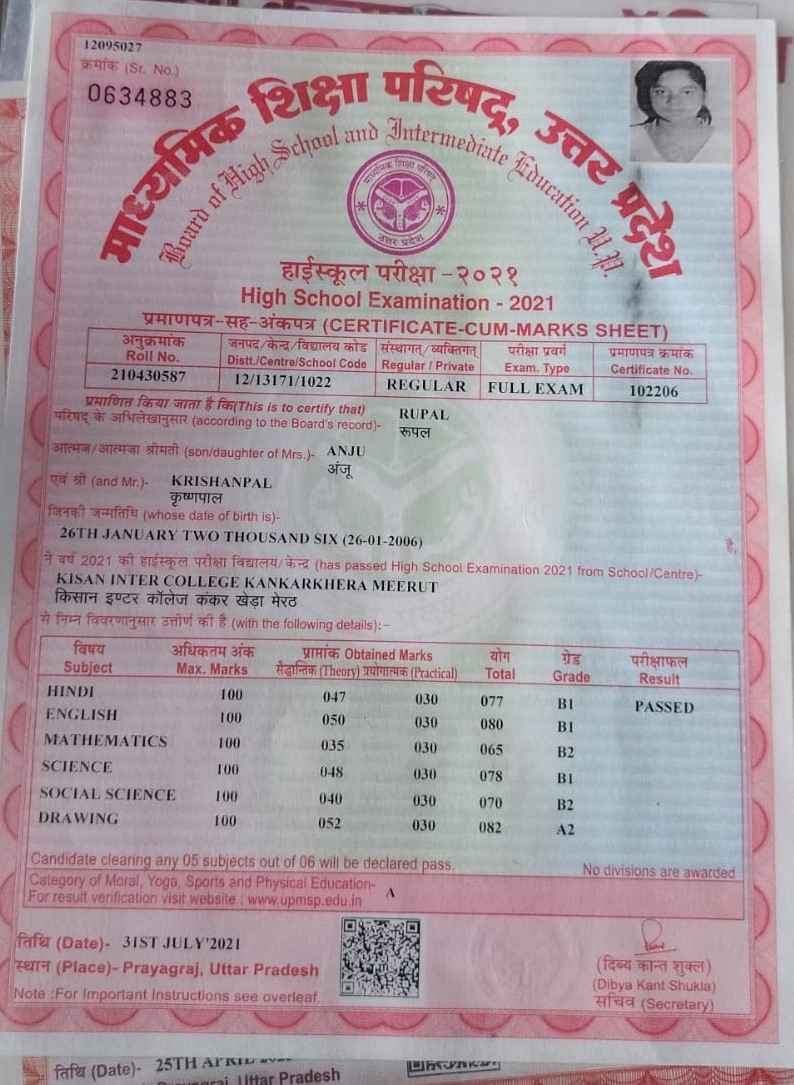 12095027
क्रमांक (Sr. No.)
0634883
माध्यमिक शिक्षा परिषद्, उत्तर प्रदेश
Board of High School and Intermediate Education U.P.
माध्यमिक शिक्षा परिषद्
उत्तर प्रदेश
हाईस्कूल परीक्षा -२०२१
High School Examination - 2021
प्रमाणपत्र-सह-अंकपत्र (CERTIFICATE-CUM-MARKS SHEET)
अनुक्रमांक जनपद/केन्द्र/विद्यालय कोड संस्थागत/व्यक्तिगत परीक्षा प्रवर्ग प्रमाणपत्र क्रमांक
Roll No. Distt./Centre/School Code Regular / Private Exam. Type Certificate No.
210430587 12/13171/1022 REGULAR FULL EXAM 102206
प्रमाणित किया जाता है कि(This is to certify that)
परिषद् के अभिलेखानुसार (according to the Board's record)- RUPAL
रूपल
आत्मज/आत्मजा श्रीमती (son/daughter of Mrs.)- ANJU
अंजू
एवं श्री (and Mr.)- KRISHANPAL
कृष्णपाल
जिनकी जन्मतिथि (whose date of birth is)-
26TH JANUARY TWO THOUSAND SIX (26-01-2006)
है,
ने वर्ष 2021 की हाईस्कूल परीक्षा विद्यालय/केन्द्र (has passed High School Examination 2021 from School/Centre)-
KISAN INTER COLLEGE KANKARKHERA MEERUT
किसान इण्टर कॉलेज कंकर खेड़ा मेरठ
से निम्न विवरणानुसार उत्तीर्ण की है (with the following details):-
विषय अधिकतम अंक प्राप्तांक Obtained Marks योग ग्रेड परीक्षाफल
Subject Max. Marks सैद्धान्तिक (Theory) प्रयोगात्मक (Practical) Total Grade Result
HINDI 100 047 030 077 B1 PASSED
ENGLISH 100 050 030 080 B1
MATHEMATICS 100 035 030 065 B2
SCIENCE 100 048 030 078 B1
SOCIAL SCIENCE 100 040 030 070 B2
DRAWING 100 052 030 082 A2
Candidate clearing any 05 subjects out of 06 will be declared pass. No divisions are awarded
Category of Moral, Yoga, Sports and Physical Education- A
For result verification visit website : www.upmsp.edu.in
तिथि (Date)- 31ST JULY'2021
स्थान (Place)- Prayagraj, Uttar Pradesh
Note :For Important Instructions see overleaf.
(दिब्य कान्त शुक्ल)
(Dibya Kant Shukla)
सचिव (Secretary)
तिथि (Date)- 25TH APRIL
Uttar Pradesh